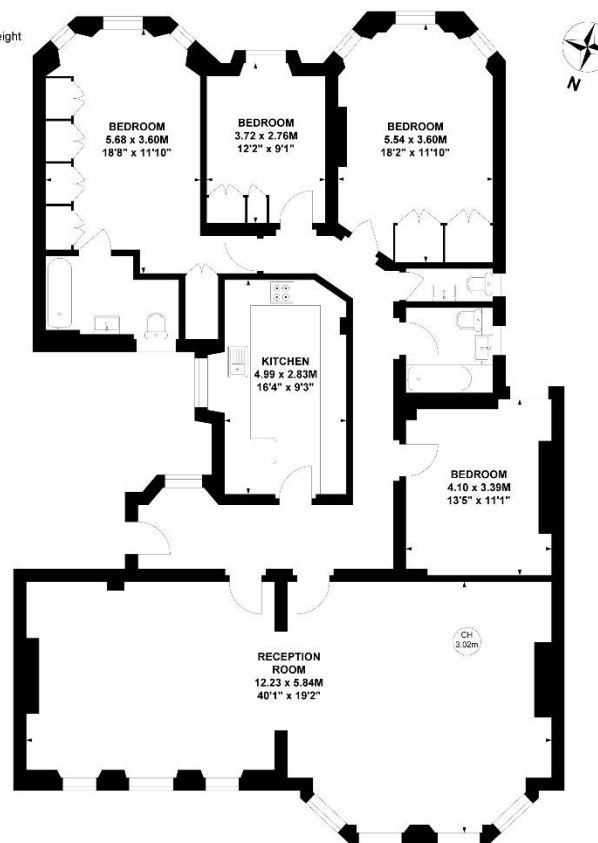 eight
N
BEDROOM
5.68 x 3.60M
18'8" x 11'10"
BEDROOM
3.72 x 2.76M
12'2" x 9'1"
BEDROOM
5.54 x 3.60M
18'2" x 11'10"
KITCHEN
4.99 x 2.83M
16'4" x 9'3"
BEDROOM
4.10 x 3.39M
13'5" x 11'1"
CH
3.02m
RECEPTION
ROOM
12.23 x 5.84M
40'1" x 19'2"